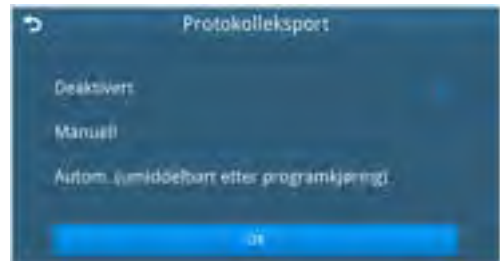 Protokolleksport
Deaktivert
Manuell
Autom. (umiddelbart etter programkjøring)
OK